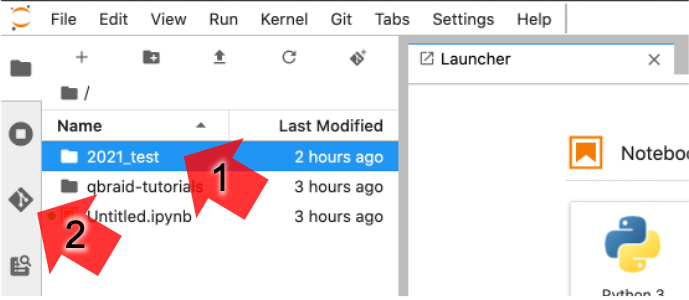 File Edit View Run Kernel Git Tabs Settings Help
Launcher
/
Name Last Modified
2021_test 2 hours ago
1
qbraid-tutorials 3 hours ago
Untitled.ipynb 3 hours ago
2
Notebo
Python 3